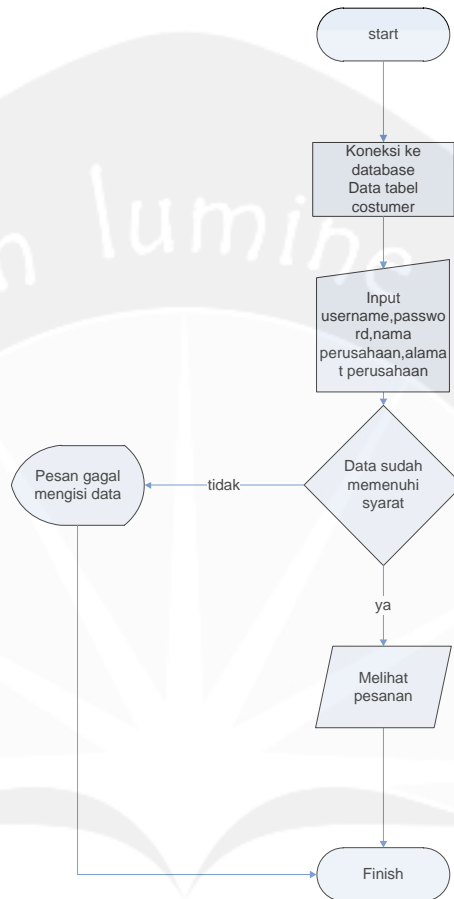 start
Koneksi ke
database
Data tabel
costumer
n lumine
Input
username,passwo
rd,nama
perusahaan,alama
t perusahaan
Pesan gagal
mengisi data
tidak
Data sudah
memenuhi
syarat
ya
Melihat
pesanan
Finish